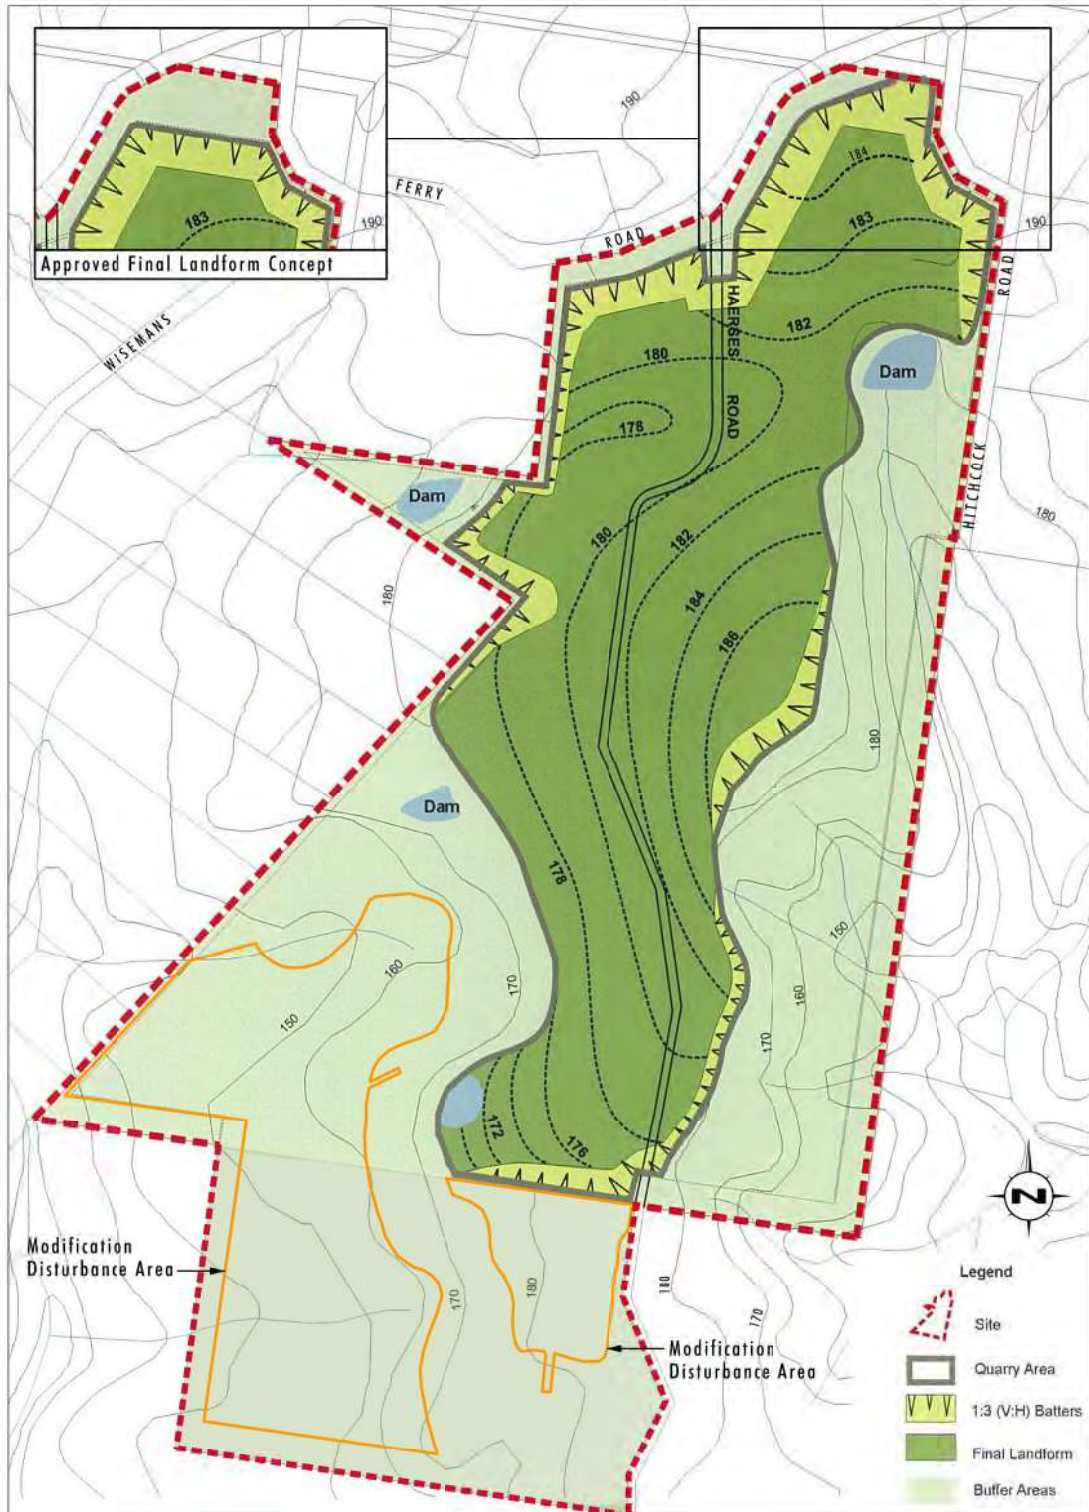 190
FERRY
ROAD
183
190
Approved Final Landform Concept
184
183
190
ROAD
182
WISEMANS
HAERSES
ROAD
180
178
Dam
Dam
HITCHCOCK
180
180
180
182
184
186
180
Dam
178
150
160
170
160
150
170
172
176
Modification
Disturbance Area
170
180
180
170
Modification
Disturbance Area
N
Legend
Site
Quarry Area
1:3 (V:H) Batters
Final Landform
Buffer Areas